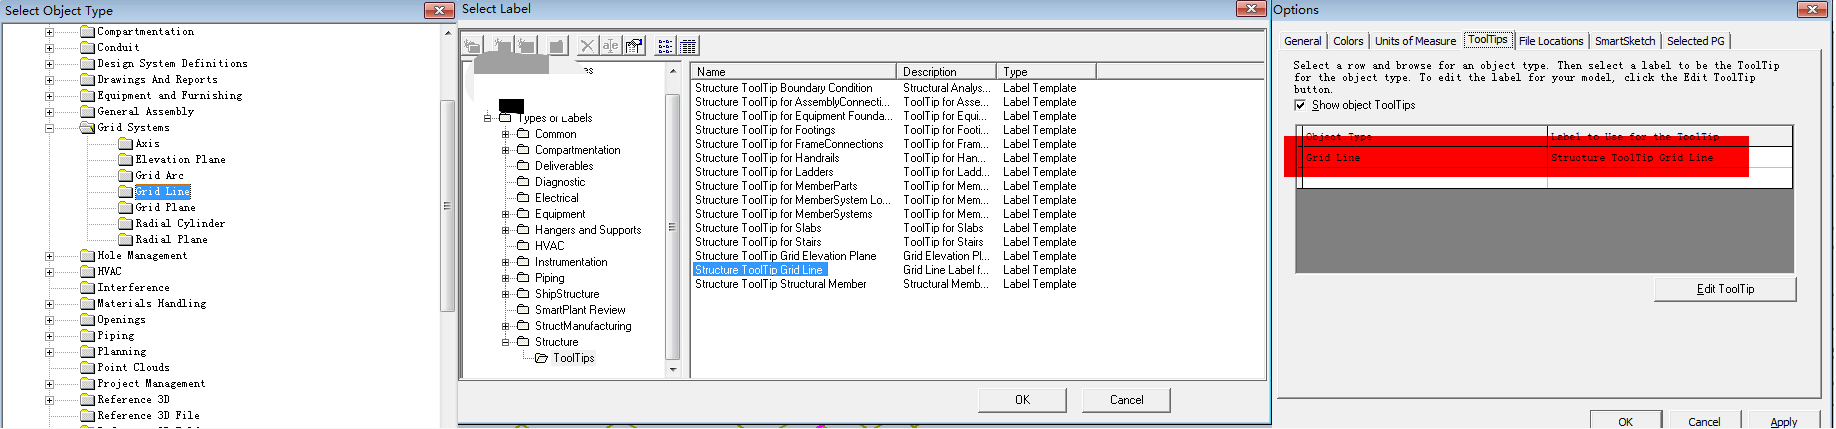 Select Object Type
Compartmentation
Conduit
Design System Definitions
Drawings And Reports
Equipment and Furnishing
General Assembly
Grid Systems
Axis
Elevation Plane
Grid Arc
Grid Line
Grid Plane
Radial Cylinder
Radial Plane
Hole Management
HVAC
Interference
Materials Handling
Openings
Piping
Planning
Point Clouds
Project Management
Reference 3D
Reference 3D File
Select Label
Types of Labels
Common
Compartmentation
Deliverables
Diagnostic
Electrical
Equipment
Hangers and Supports
HVAC
Instrumentation
Piping
ShipStructure
SmartPlant Review
StructManufacturing
Structure
ToolTips
Name Description Type
Structure ToolTip Boundary Condition Structural Analys... Label Template
Structure ToolTip for AssemblyConnecti... ToolTip for Asse... Label Template
Structure ToolTip for Equipment Founda... ToolTip for Equi... Label Template
Structure ToolTip for Footings ToolTip for Footi... Label Template
Structure ToolTip for FrameConnections ToolTip for Fram... Label Template
Structure ToolTip for Handrails ToolTip for Han... Label Template
Structure ToolTip for Ladders ToolTip for Ladd... Label Template
Structure ToolTip for MemberParts ToolTip for Mem... Label Template
Structure ToolTip for MemberSystem Lo... ToolTip for Mem... Label Template
Structure ToolTip for MemberSystems ToolTip for Mem... Label Template
Structure ToolTip for Slabs ToolTip for Slabs Label Template
Structure ToolTip for Stairs ToolTip for Stairs Label Template
Structure ToolTip Grid Elevation Plane Grid Elevation Pl... Label Template
Structure ToolTip Grid Line Grid Line Label f... Label Template
Structure ToolTip Structural Member Structural Memb... Label Template
OK Cancel
Options
General Colors Units of Measure ToolTips File Locations SmartSketch Selected PG
Select a row and browse for an object type. Then select a label to be the ToolTip
for the object type. To edit the label for your model, click the Edit ToolTip
button.
Show object ToolTips
Object Type Label to Use for the ToolTip
Grid Line Structure ToolTip Grid Line
Edit ToolTip
OK Cancel Apply